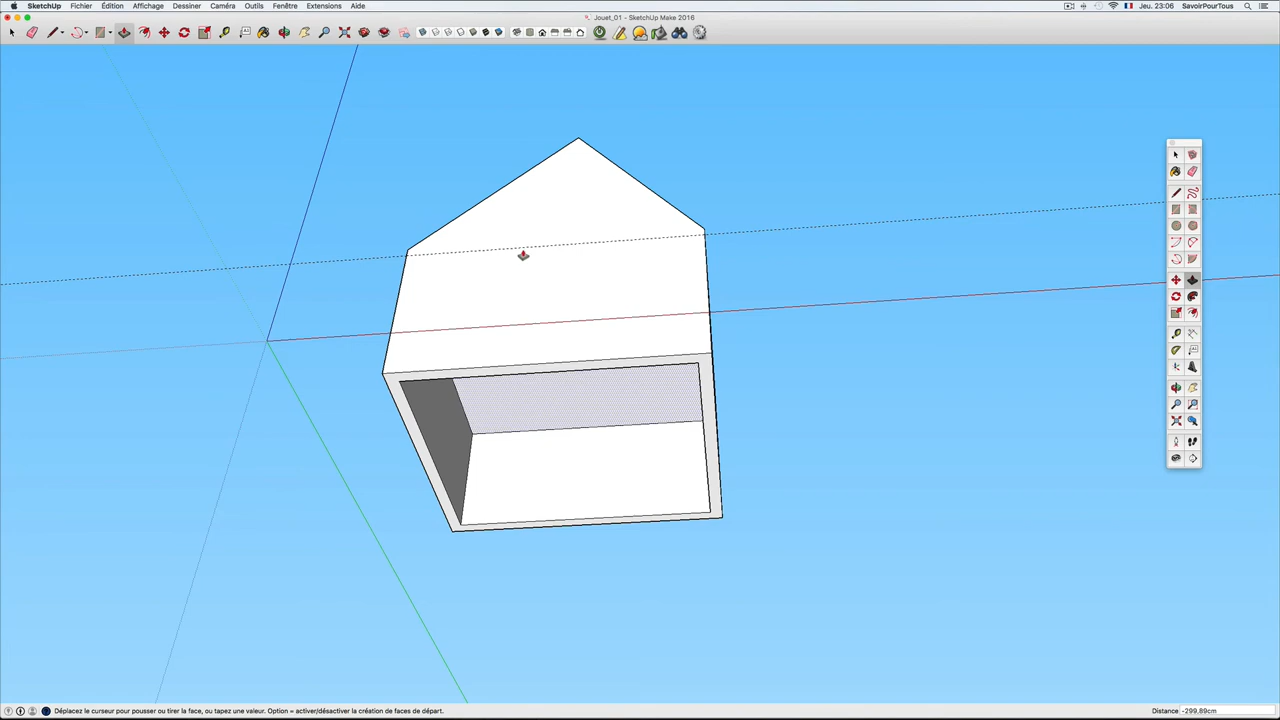 SketchUp Fichier Édition Affichage Dessiner Caméra Outils Fenêtre Extensions Aide Jeu. 23:06 SavoirPourTous
Jouet_01 - SketchUp Make 2016
Déplacez le curseur pour pousser ou tirer la face, ou tapez une valeur. Option = activer/désactiver la création de faces de départ. Distance -299,89cm